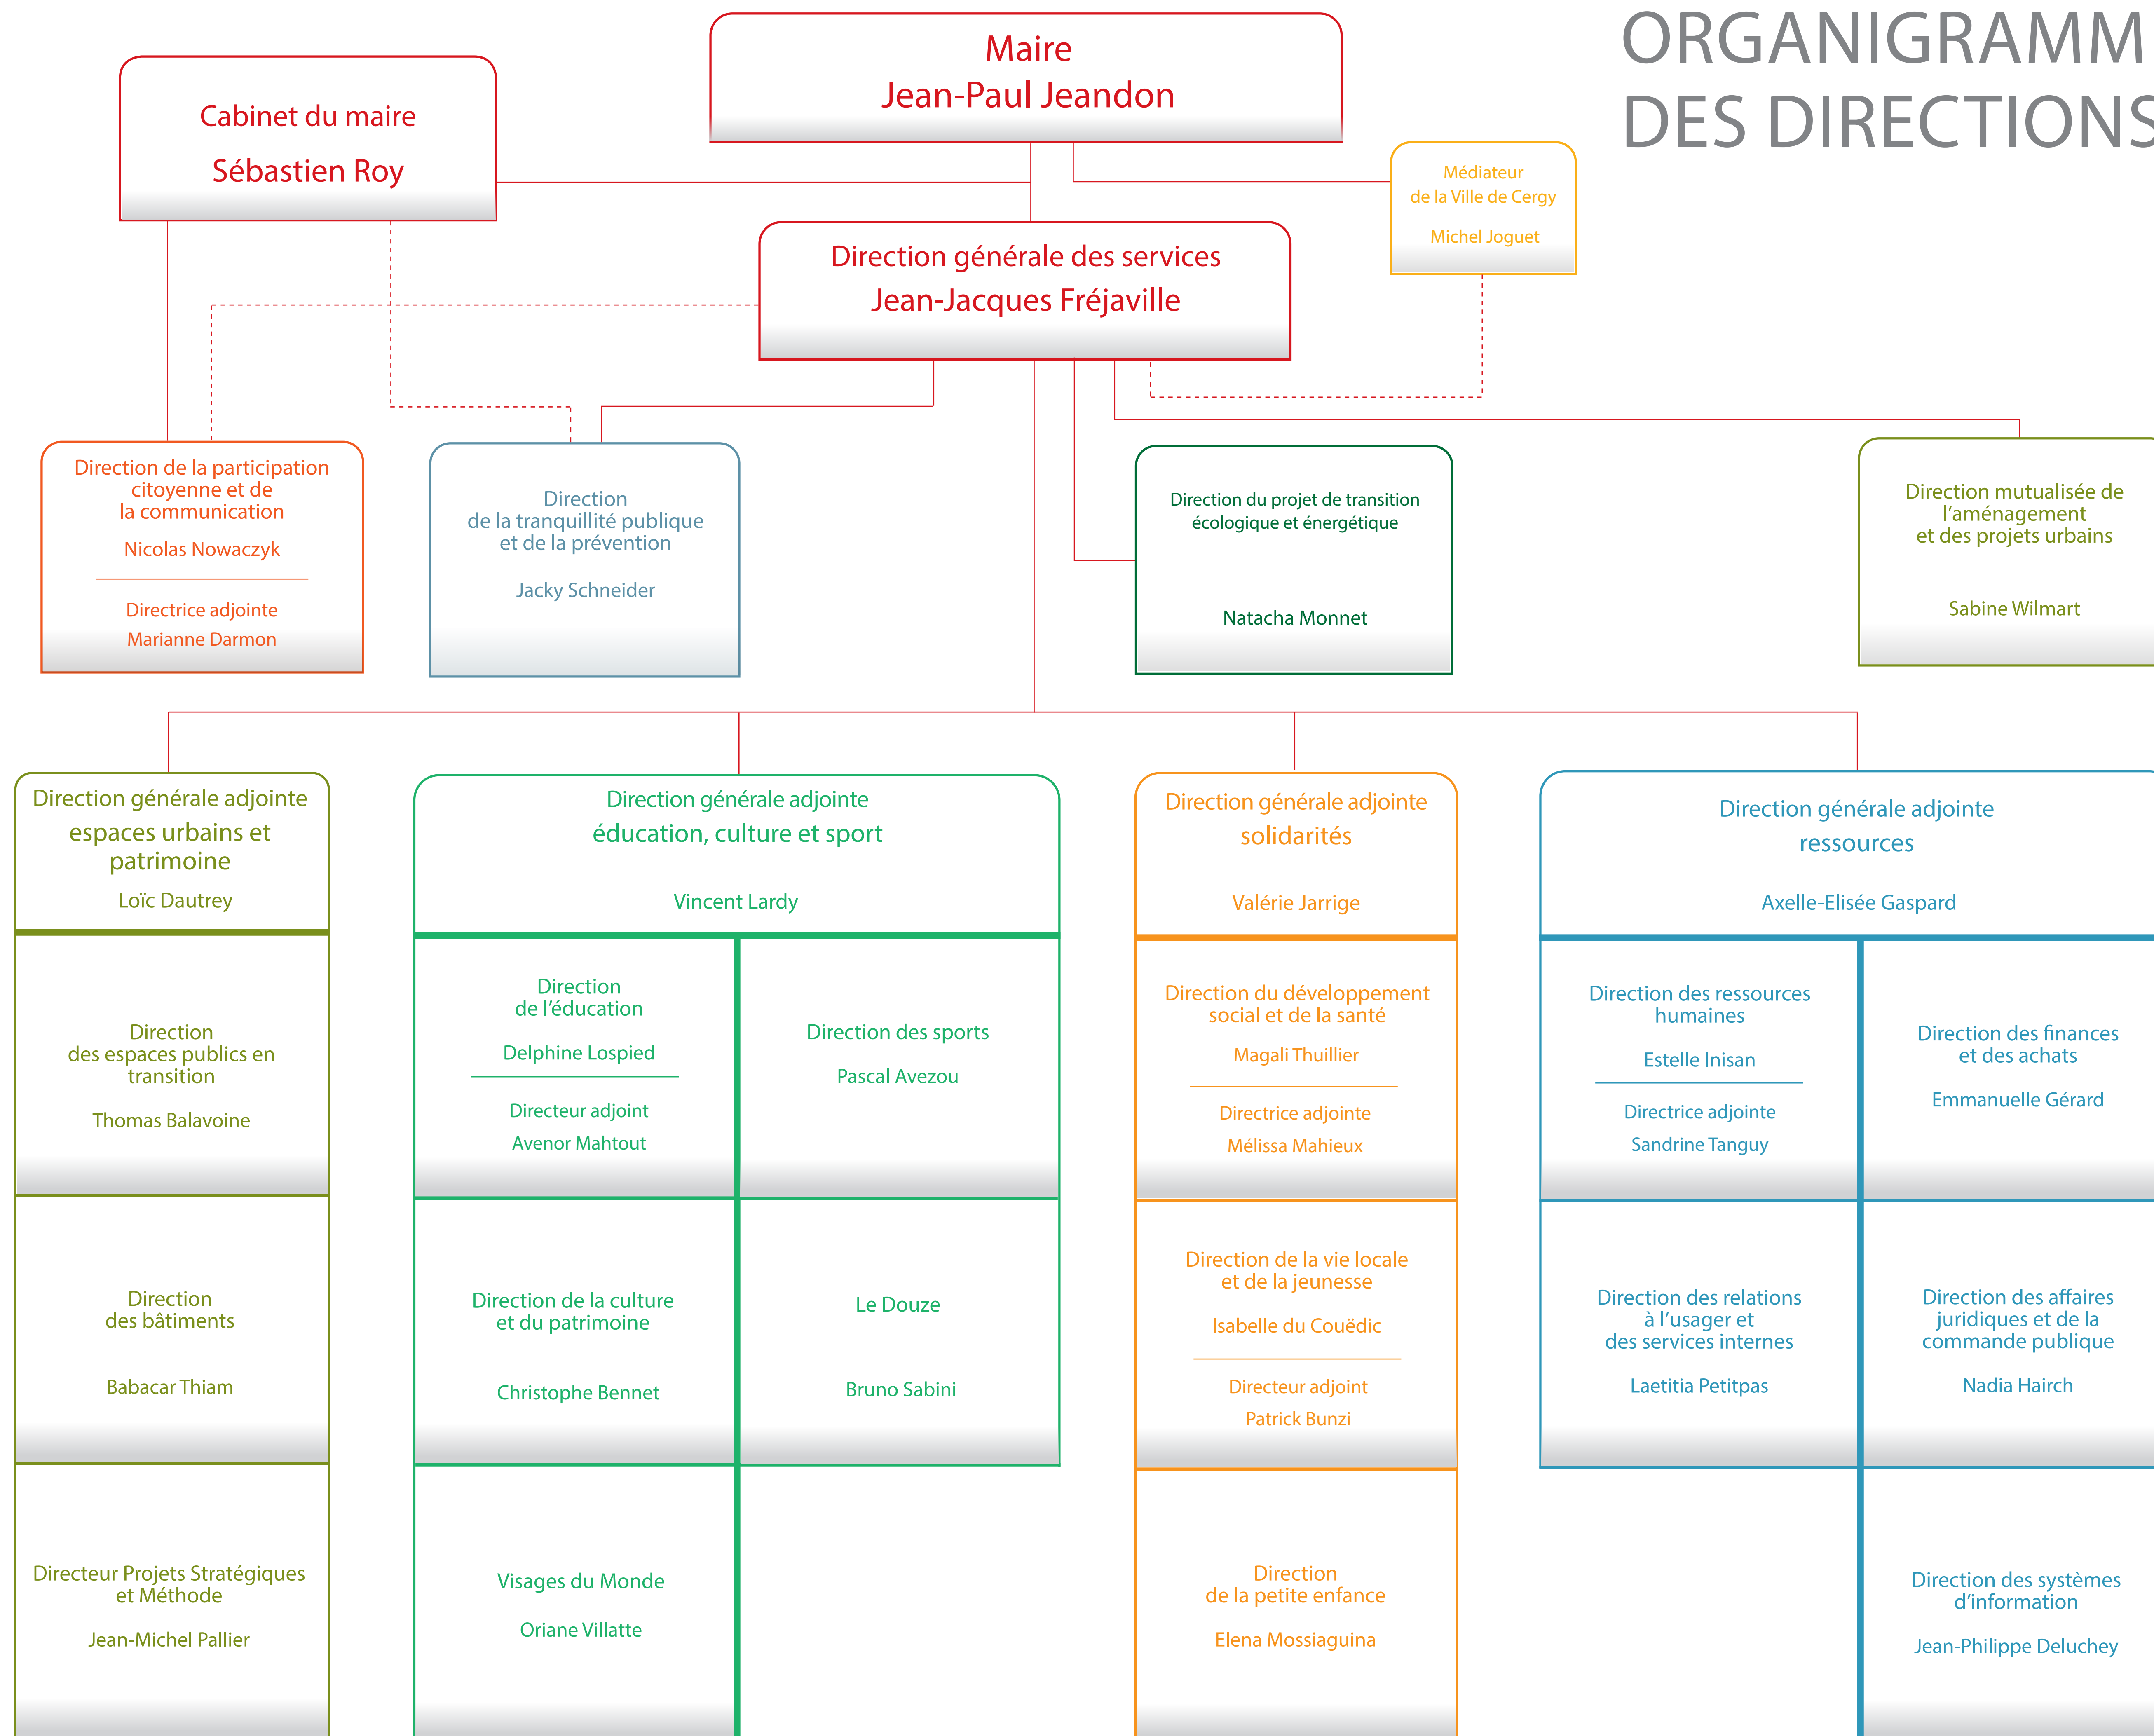 ORGANIGRAMME
DES DIRECTIONS
Maire
Jean-Paul Jeandon
Cabinet du maire
Sébastien Roy
Médiateur
de la Ville de Cergy
Michel Joguet
Direction générale des services
Jean-Jacques Fréjaville
Direction de la participation
citoyenne et de
la communication
Nicolas Nowaczyk
Directrice adjointe
Marianne Darmon
Direction
de la tranquillité publique
et de la prévention
Jacky Schneider
Direction du projet de transition
écologique et énergétique
Natacha Monnet
Direction mutualisée de
l’aménagement
et des projets urbains
Sabine Wilmart
Direction générale adjointe
espaces urbains et
patrimoine
Loïc Dautrey
Direction
des espaces publics en
transition
Thomas Balavoine
Direction
des bâtiments
Babacar Thiam
Directeur Projets Stratégiques
et Méthode
Jean-Michel Pallier
Direction générale adjointe
éducation, culture et sport
Vincent Lardy
Direction
de l’éducation
Delphine Lospied
Directeur adjoint
Avenor Mahtout
Direction des sports
Pascal Avezou
Direction de la culture
et du patrimoine
Christophe Bennet
Le Douze
Bruno Sabini
Visages du Monde
Oriane Villatte
Direction générale adjointe
solidarités
Valérie Jarrige
Direction du développement
social et de la santé
Magali Thuillier
Directrice adjointe
Mélissa Mahieux
Direction de la vie locale
et de la jeunesse
Isabelle du Couëdic
Directeur adjoint
Patrick Bunzi
Direction
de la petite enfance
Elena Mossiaguina
Direction générale adjointe
ressources
Axelle-Elisée Gaspard
Direction des ressources
humaines
Estelle Inisan
Directrice adjointe
Sandrine Tanguy
Direction des finances
et des achats
Emmanuelle Gérard
Direction des relations
à l’usager et
des services internes
Laetitia Petitpas
Direction des affaires
juridiques et de la
commande publique
Nadia Hairch
Direction des systèmes
d’information
Jean-Philippe Deluchey